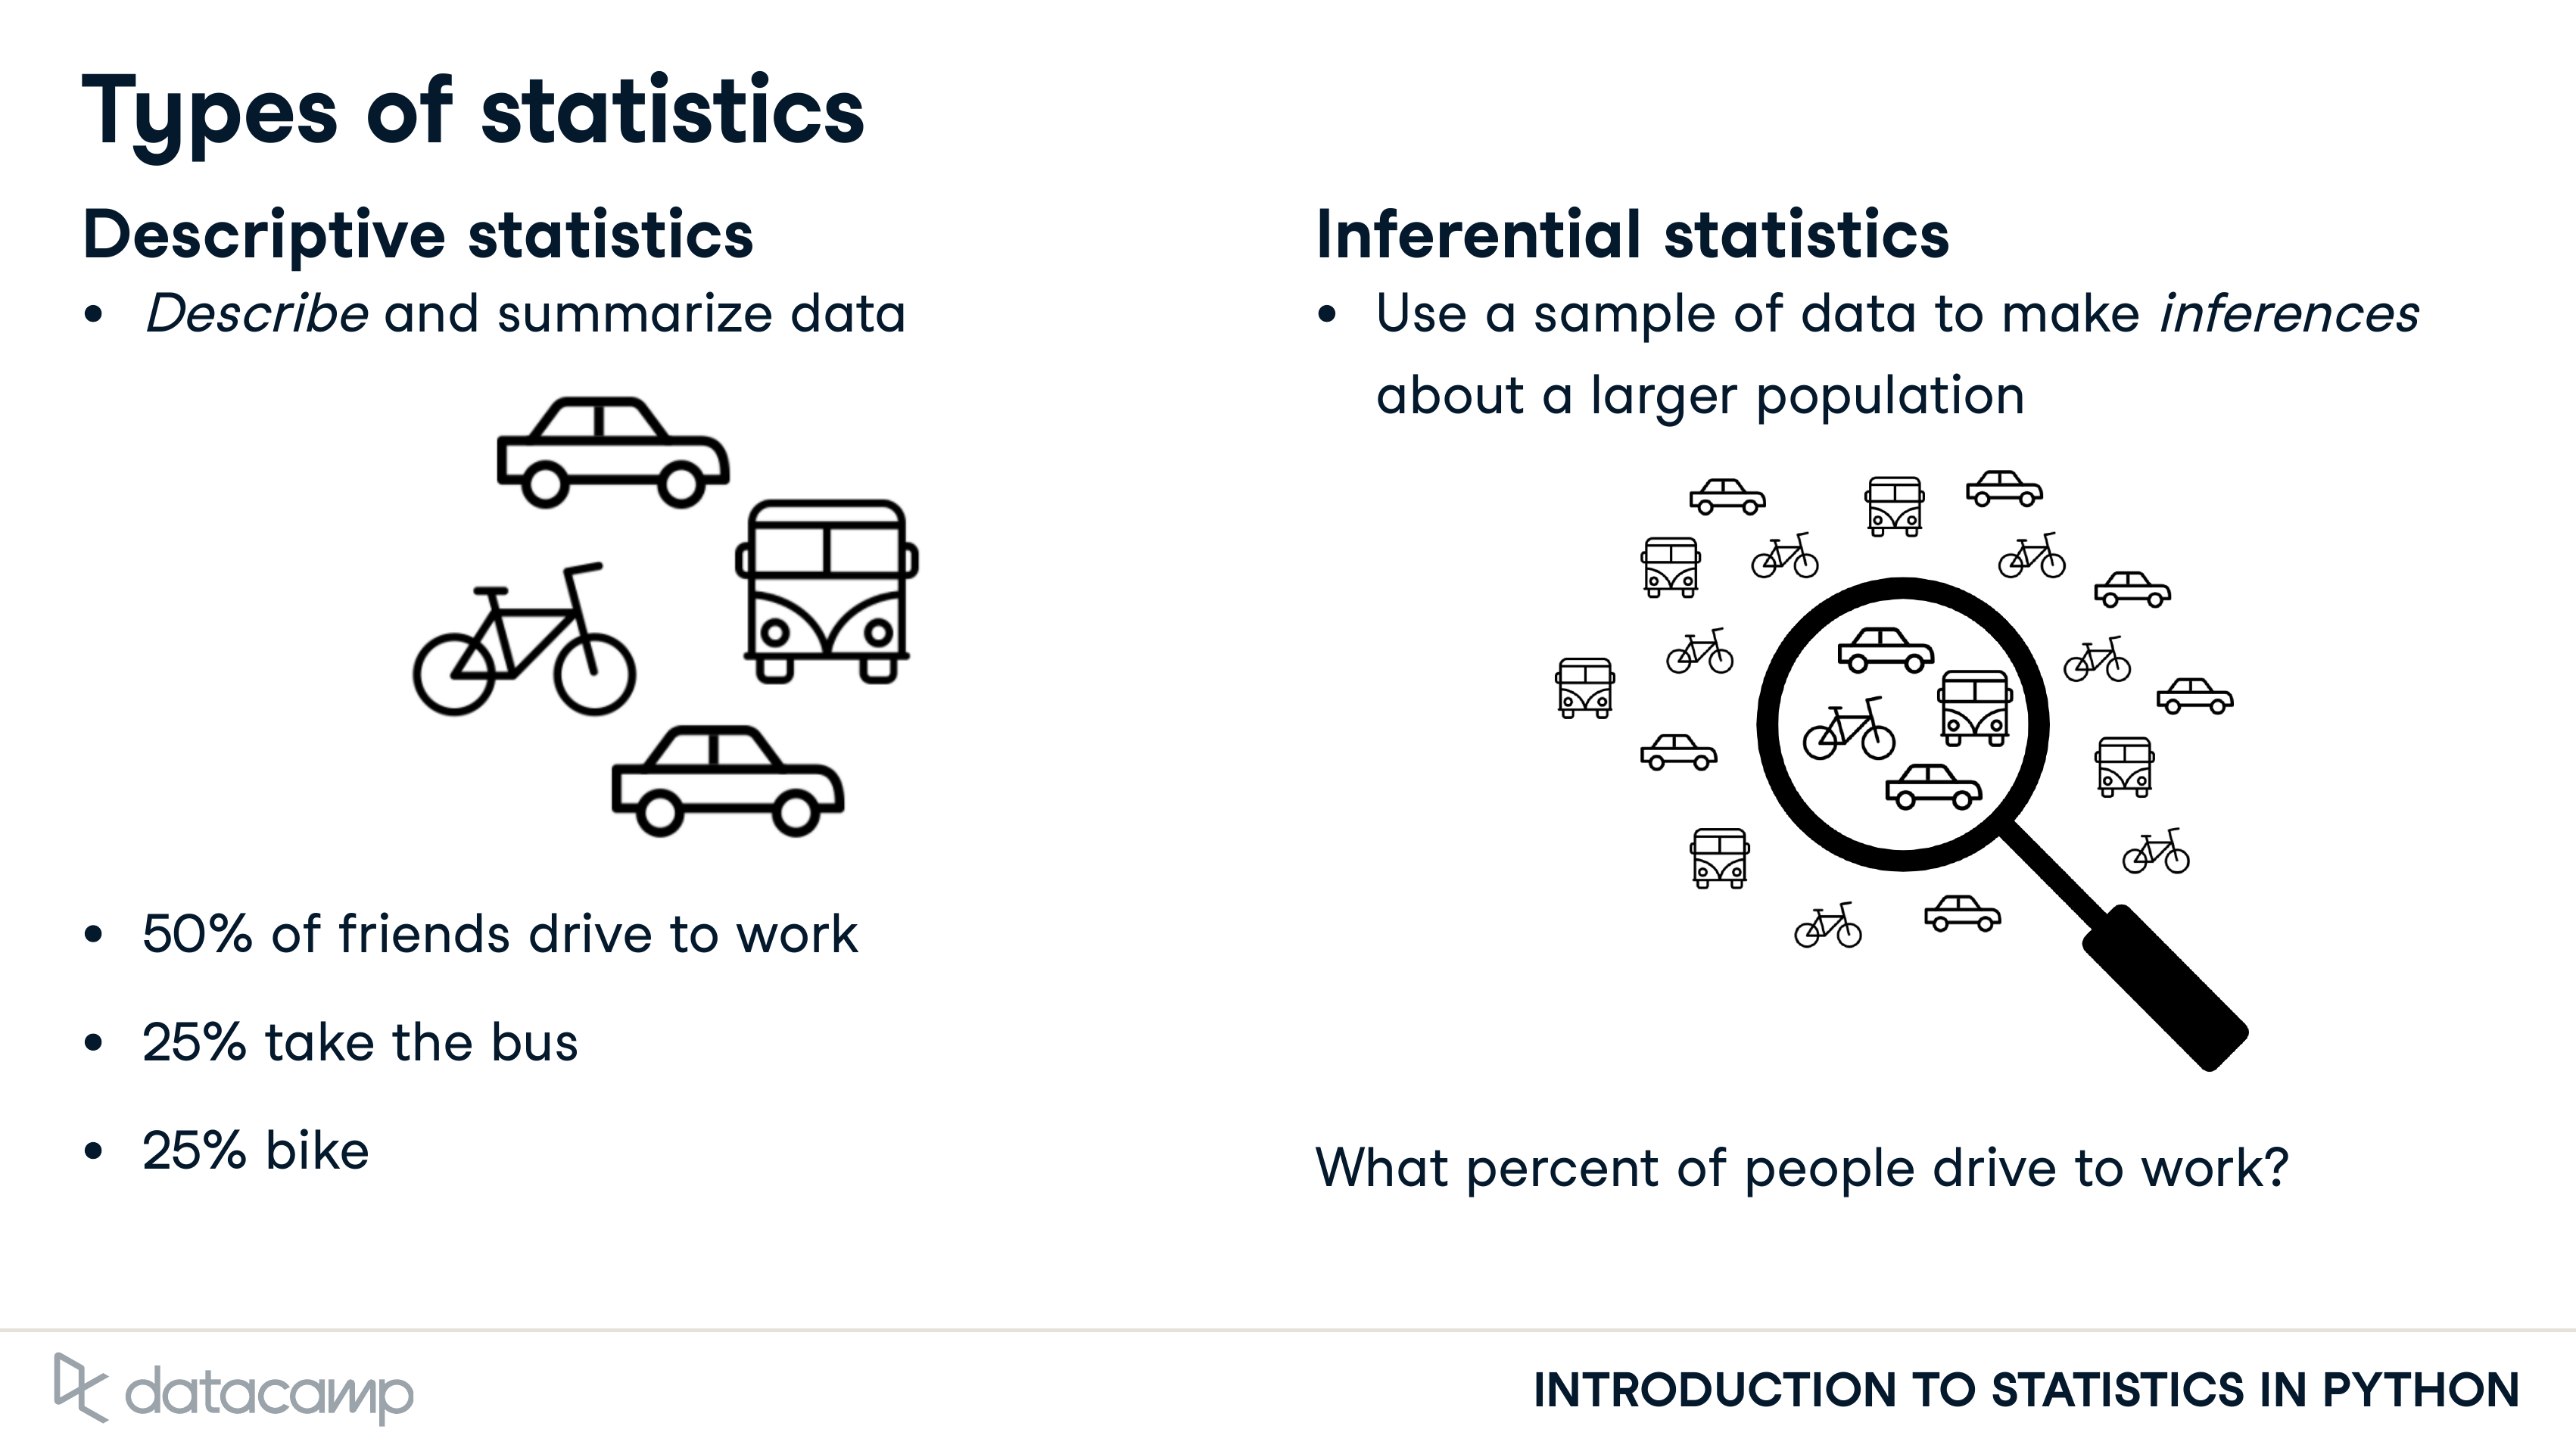 Types of statistics
Descriptive statistics
• Describe and summarize data
• 50% of friends drive to work
• 25% take the bus
• 25% bike
Inferential statistics
• Use a sample of data to make inferences
about a larger population
What percent of people drive to work?
datacamp
INTRODUCTION TO STATISTICS IN PYTHON